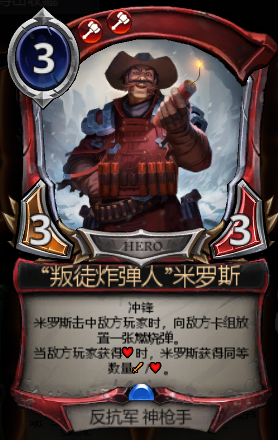 3
3
HERO
3
“叛徒炸弹人”米罗斯
冲锋
米罗斯击中敌方玩家时，向敌方卡组放
置一张燃烧弹。
当敌方玩家获得❤时，米罗斯获得同等
数量🗡/❤。
反抗军 神枪手